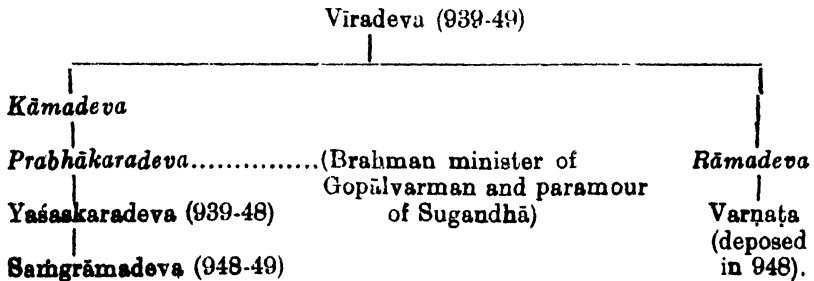 Vīradeva (939-49)
Kāmadeva
Prabhākaradeva...............(Brahman minister of Rāmadeva
Gopālvarman and paramour
of Sugandhā)
Yaśaskaradeva (939-48) Varṇaṭa
(deposed
Saṁgrāmadeva (948-49) in 948).